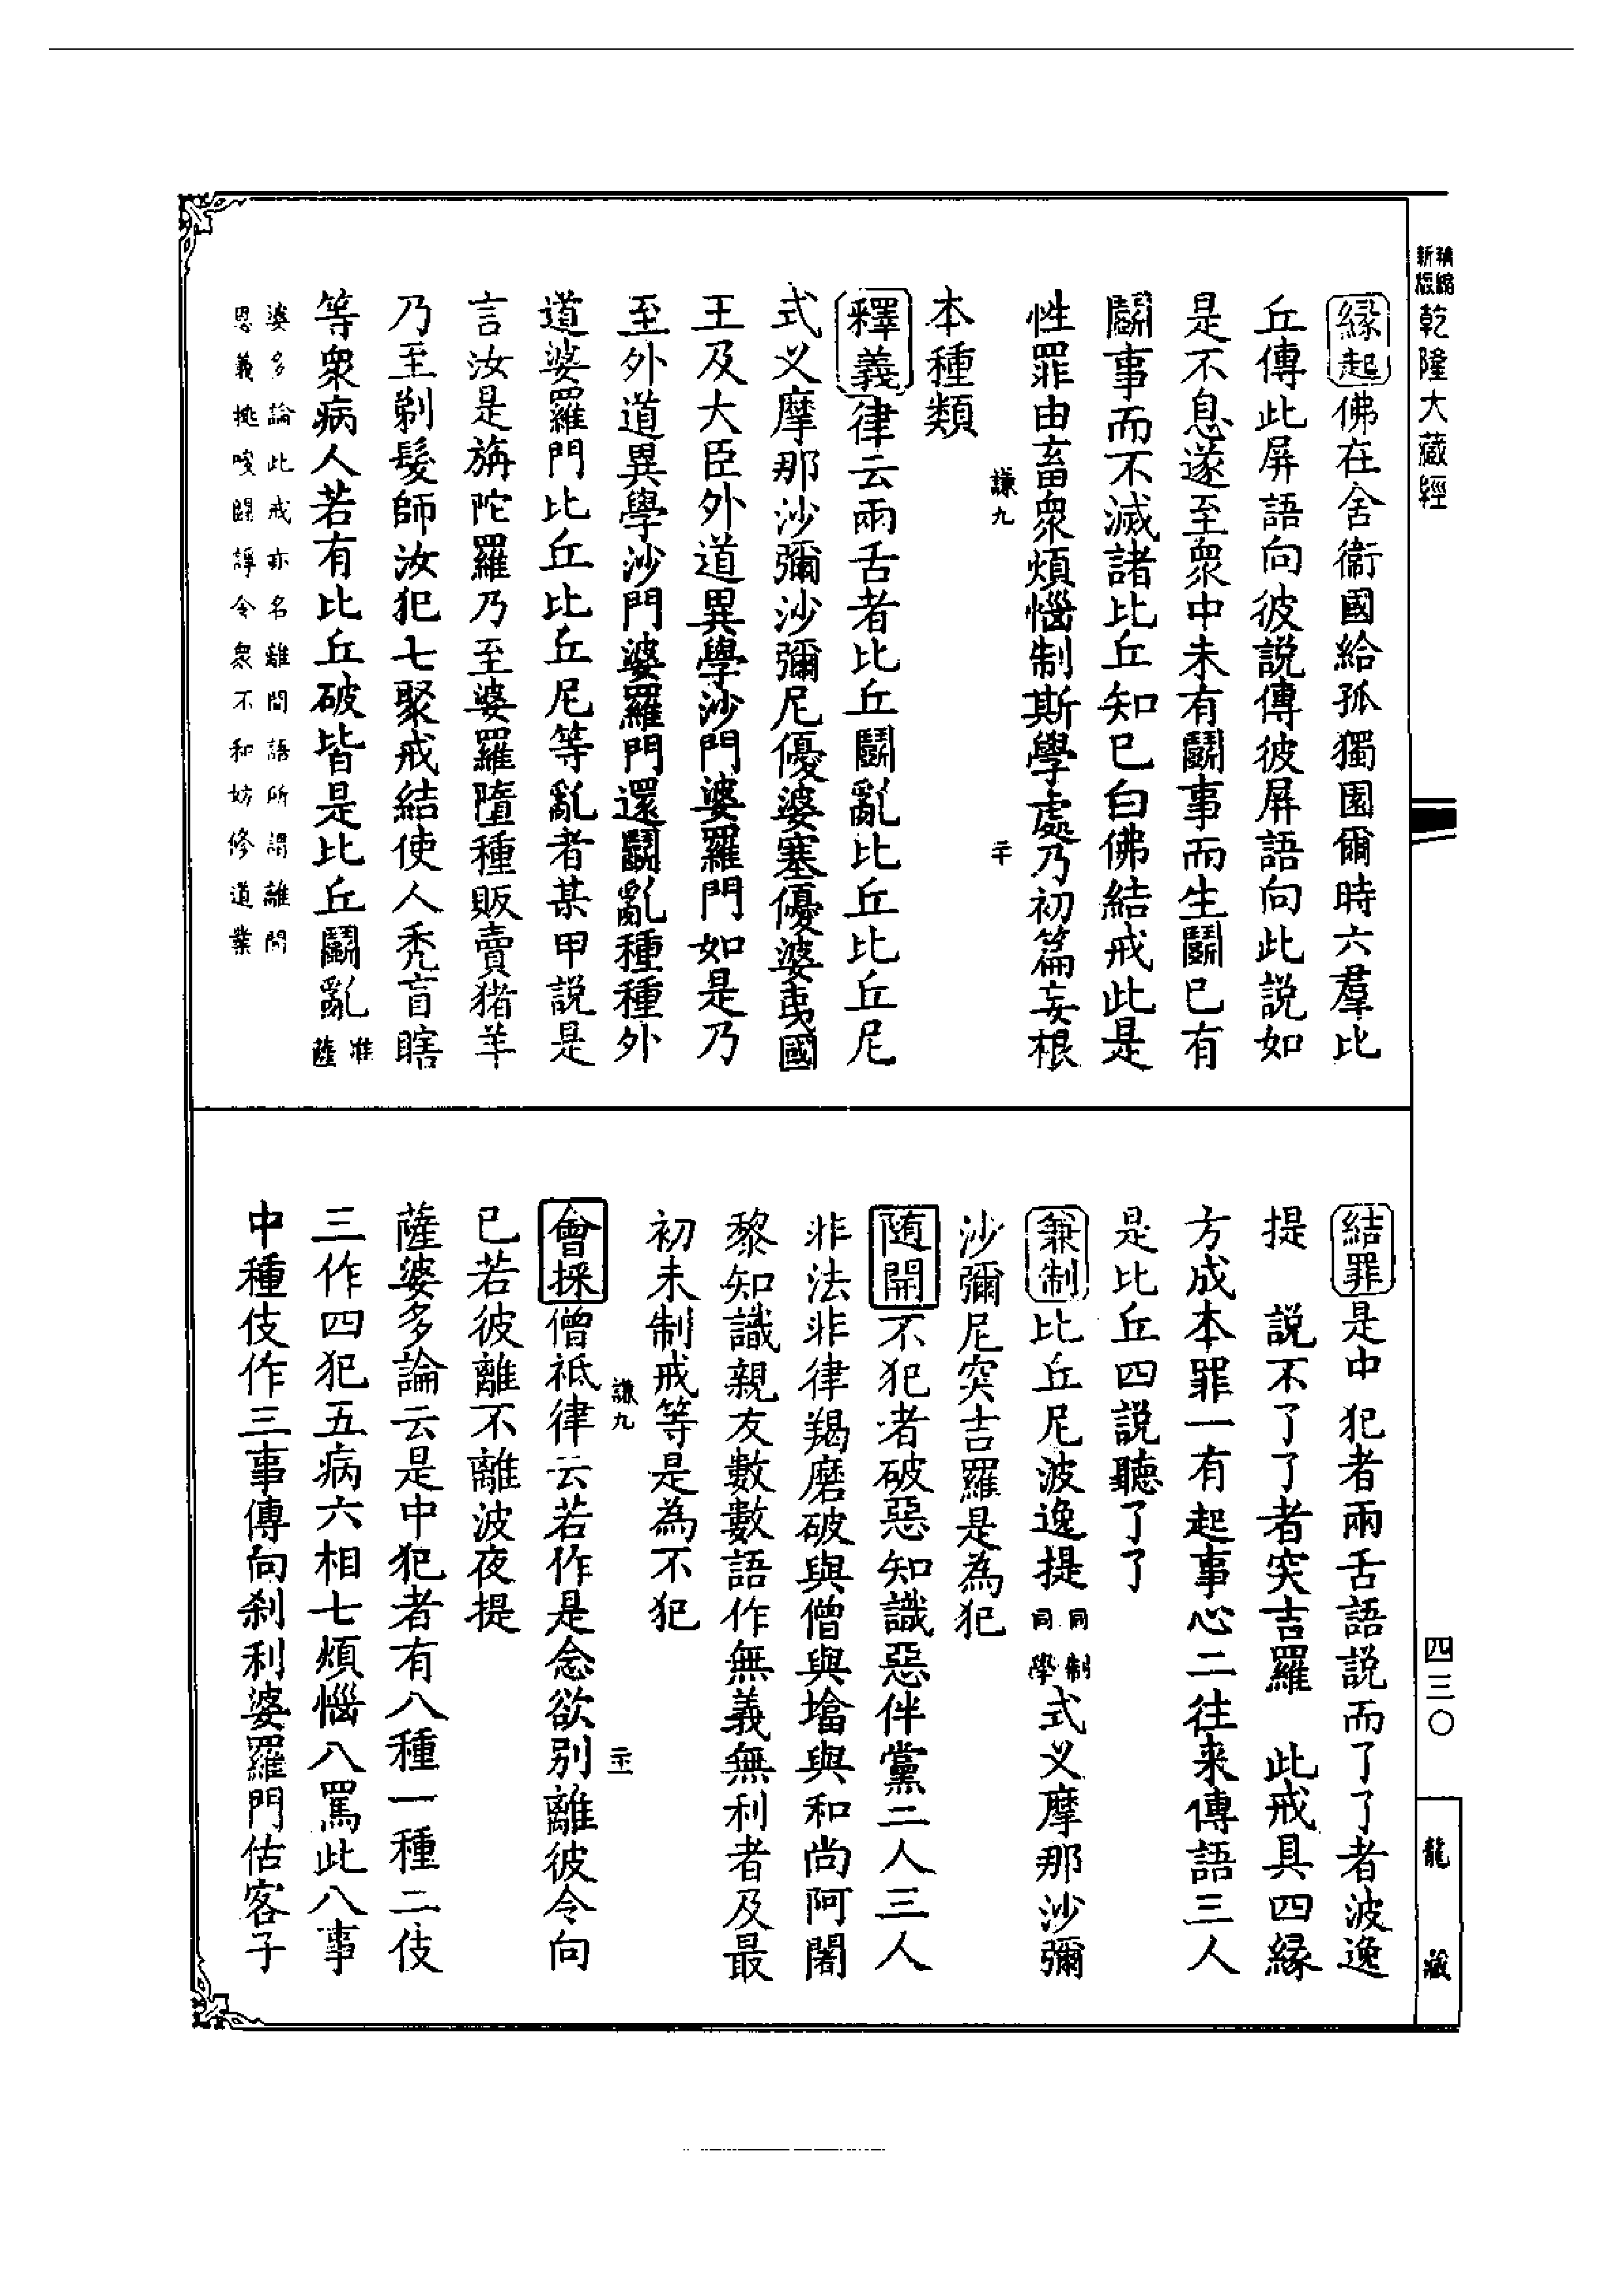 新版精縮
乾隆大藏經
緣起佛在舍衛國給孤獨園爾時六羣比
丘傳此屏語向彼說傳彼屏語向此說如
是不息遂至衆中未有鬬事而生鬬已有
鬬事而不滅諸比丘知已白佛結戒此是
性罪由畜衆煩惱制斯學處乃初篇妄根
謙九
二十
本種類
釋義律云兩舌者比丘鬬亂比丘比丘尼
式义摩那沙彌沙彌尼優婆塞優婆夷國
王及大臣外道異學沙門婆羅門如是乃
至外道異學沙門婆羅門還鬬亂種種外
道婆羅門比丘比丘尼等亂者某甲說是
言汝是旃陀羅乃至婆羅墮種販賣猪羊
乃至剃髮師汝犯七聚戒結使人禿盲瞎
等衆病人若有比丘破皆是比丘鬬亂准薩
婆多論此戒亦名離間語所謂離間
恩義挑唆鬬諍令衆不和妨修道業
結罪是中犯者兩舌語說而了了者波逸
提 說不了了者突吉羅 此戒具四緣
方成本罪一有起事心二往來傳語三人
是比丘四說聽了了
兼制比丘尼波逸提同制同學式义摩那沙彌
沙彌尼突吉羅是為犯
隨開不犯者破惡知識惡伴黨二人三人
非法非律羯磨破與僧與墖與和尚阿闍
黎知識親友數數語作無義無利者及最
初未制戒等是為不犯
謙九
二十一
會採僧祇律云若作是念欲別離彼令向
已若彼離不離波夜提
薩婆多論云是中犯者有八種一種二伎
三作四犯五病六相七煩惱八罵此八事
中種伎作三事傳向刹利婆羅門估客子
四三〇
龍藏